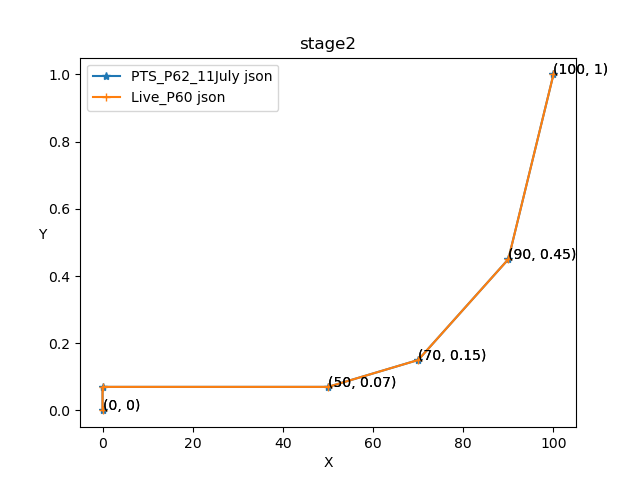 stage2
PTS_P62_11July json
Live_P60 json
(100, 1)
(90, 0.45)
(70, 0.15)
(50, 0.07)
(0, 0)
1.0
0.8
0.6
0.4
0.2
0.0
Y
0 20 40 60 80 100
X